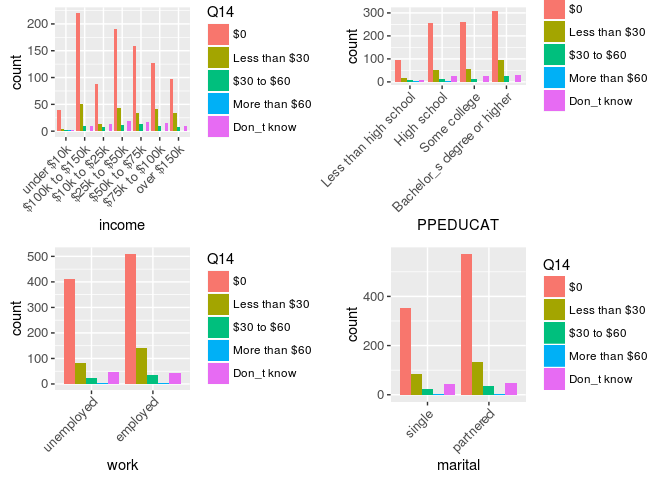 Q14
200
150
100
50
0
count
$0
Less than $30
$30 to $60
More than $60
Don_t know
under $10k
$100k to $150k
$10k to $25k
$25k to $50k
$50k to $75k
$75k to $100k
over $150k
income
300
200
100
0
count
$0
Less than $30
$30 to $60
More than $60
Don_t know
Less than high school
High school
Some college
Bachelor_s degree or higher
PPEDUCAT
500
400
300
200
100
0
count
Q14
$0
Less than $30
$30 to $60
More than $60
Don_t know
unemployed
employed
work
400
200
0
count
Q14
$0
Less than $30
$30 to $60
More than $60
Don_t know
single
partnered
marital